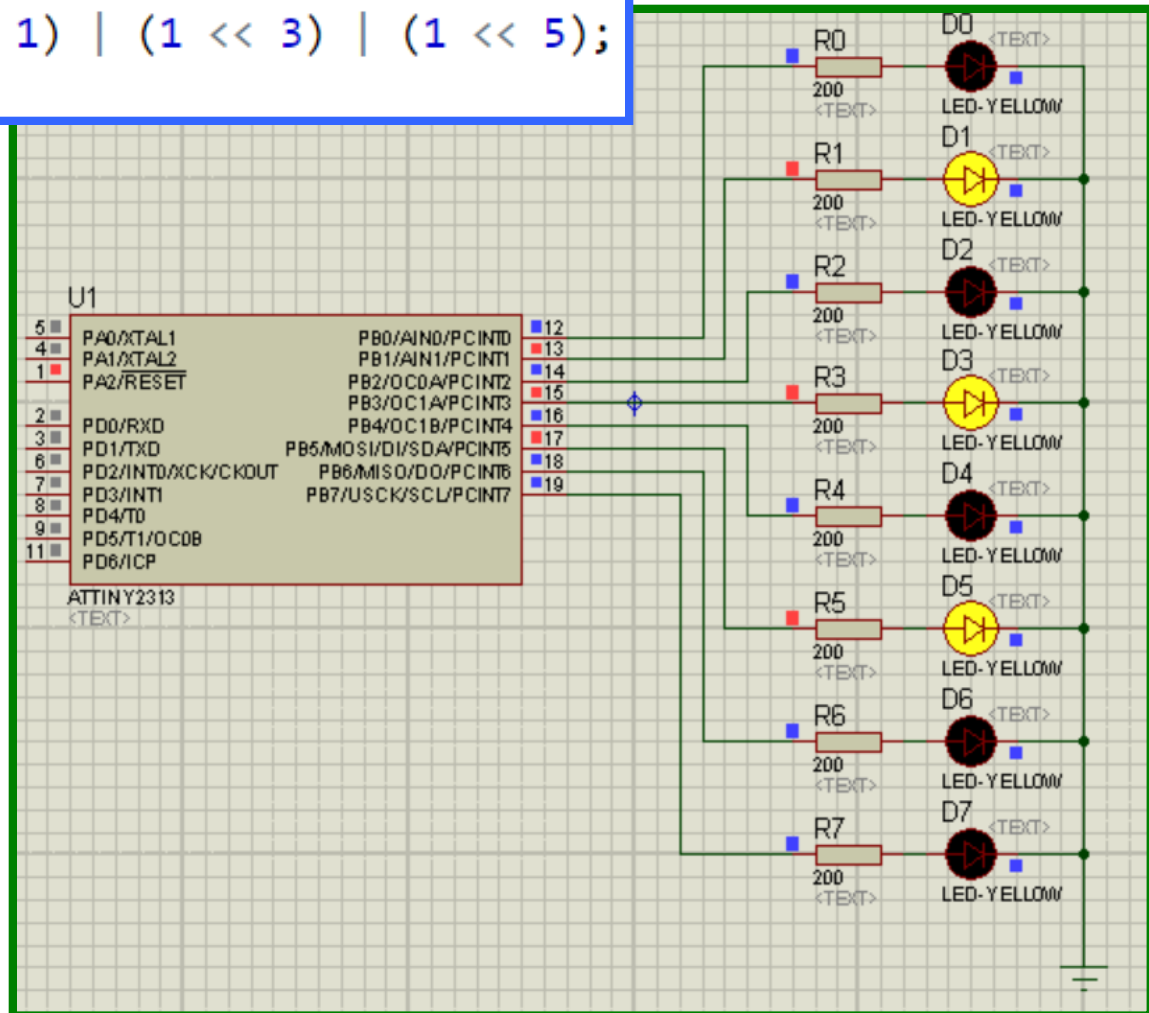 1) | (1 << 3) | (1 << 5);
U1
5 PA0/XTAL1
4 PA1/XTAL2
1 PA2/RESET
2 PD0/RXD
3 PD1/TXD
6 PD2/INT0/XCK/CKOUT
7 PD3/INT1
8 PD4/T0
9 PD5/T1/OC0B
11 PD6/ICP
PB0/AIN0/PCINT0 12
PB1/AIN1/PCINT1 13
PB2/OC0A/PCINT2 14
PB3/OC1A/PCINT3 15
PB4/OC1B/PCINT4 16
PB5/MOSI/DI/SDA/PCINT5 17
PB6/MISO/DO/PCINT6 18
PB7/USCK/SCL/PCINT7 19
ATTINY2313
<TEXT>
R0
200
<TEXT>
D0
<TEXT>
LED-YELLOW
R1
200
<TEXT>
D1
<TEXT>
LED-YELLOW
R2
200
<TEXT>
D2
<TEXT>
LED-YELLOW
R3
200
<TEXT>
D3
<TEXT>
LED-YELLOW
R4
200
<TEXT>
D4
<TEXT>
LED-YELLOW
R5
200
<TEXT>
D5
<TEXT>
LED-YELLOW
R6
200
<TEXT>
D6
<TEXT>
LED-YELLOW
R7
200
<TEXT>
D7
<TEXT>
LED-YELLOW